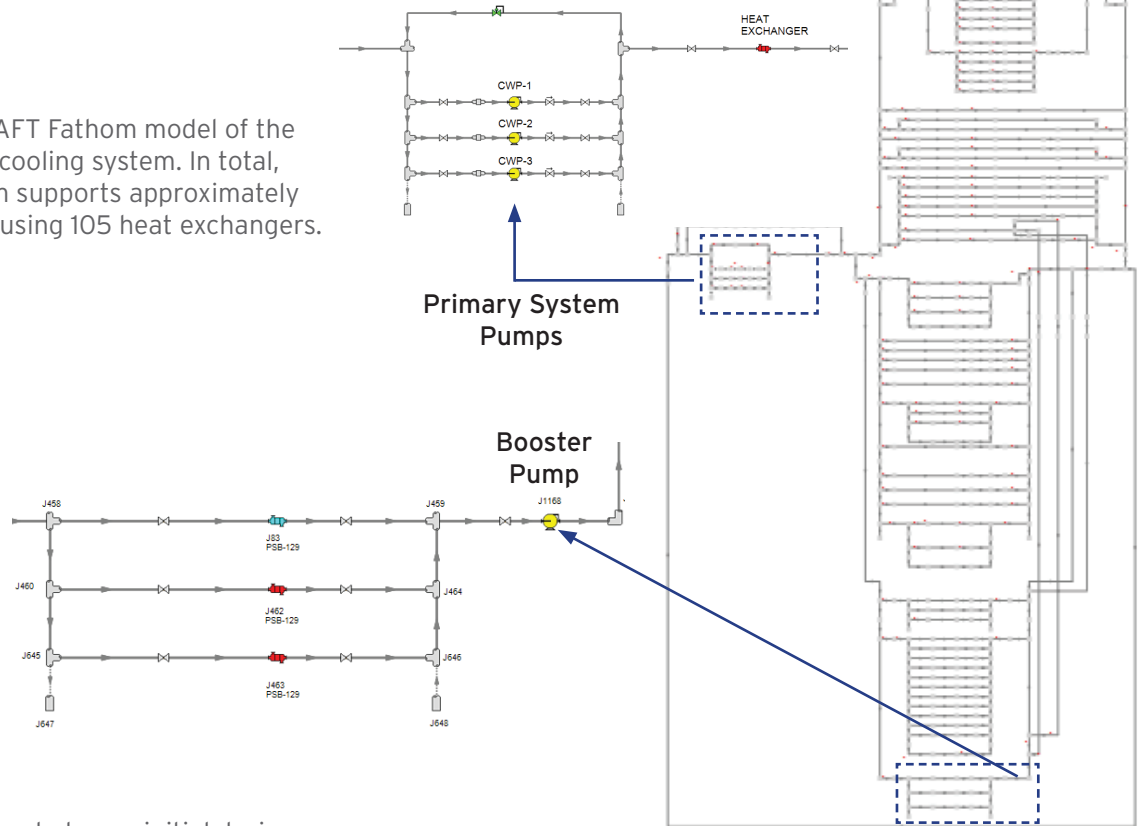 HEAT
EXCHANGER
CWP-1
CWP-2
CWP-3
AFT Fathom model of the
cooling system. In total,
supports approximately
using 105 heat exchangers.
Primary System
Pumps
Booster
Pump
J458
J459
J1168
J83
PSB-129
J460
J464
J462
PSB-129
J645
J646
J463
PSB-129
J647
J648